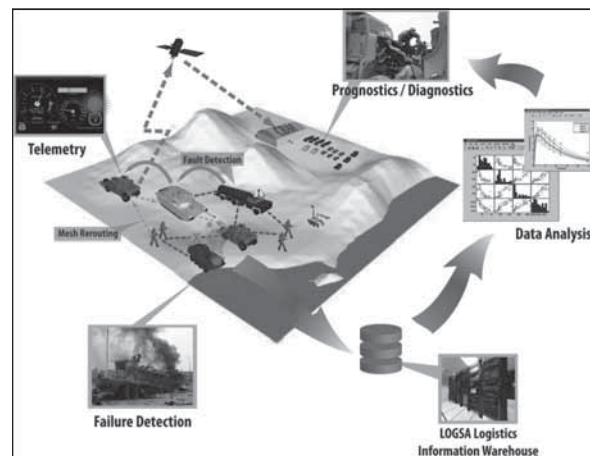 Prognostics / Diagnostics
Telemetry
Fault Detection
Mesh Rerouting
Data Analysis
Failure Detection
LOGSA Logistics
Information Warehouse